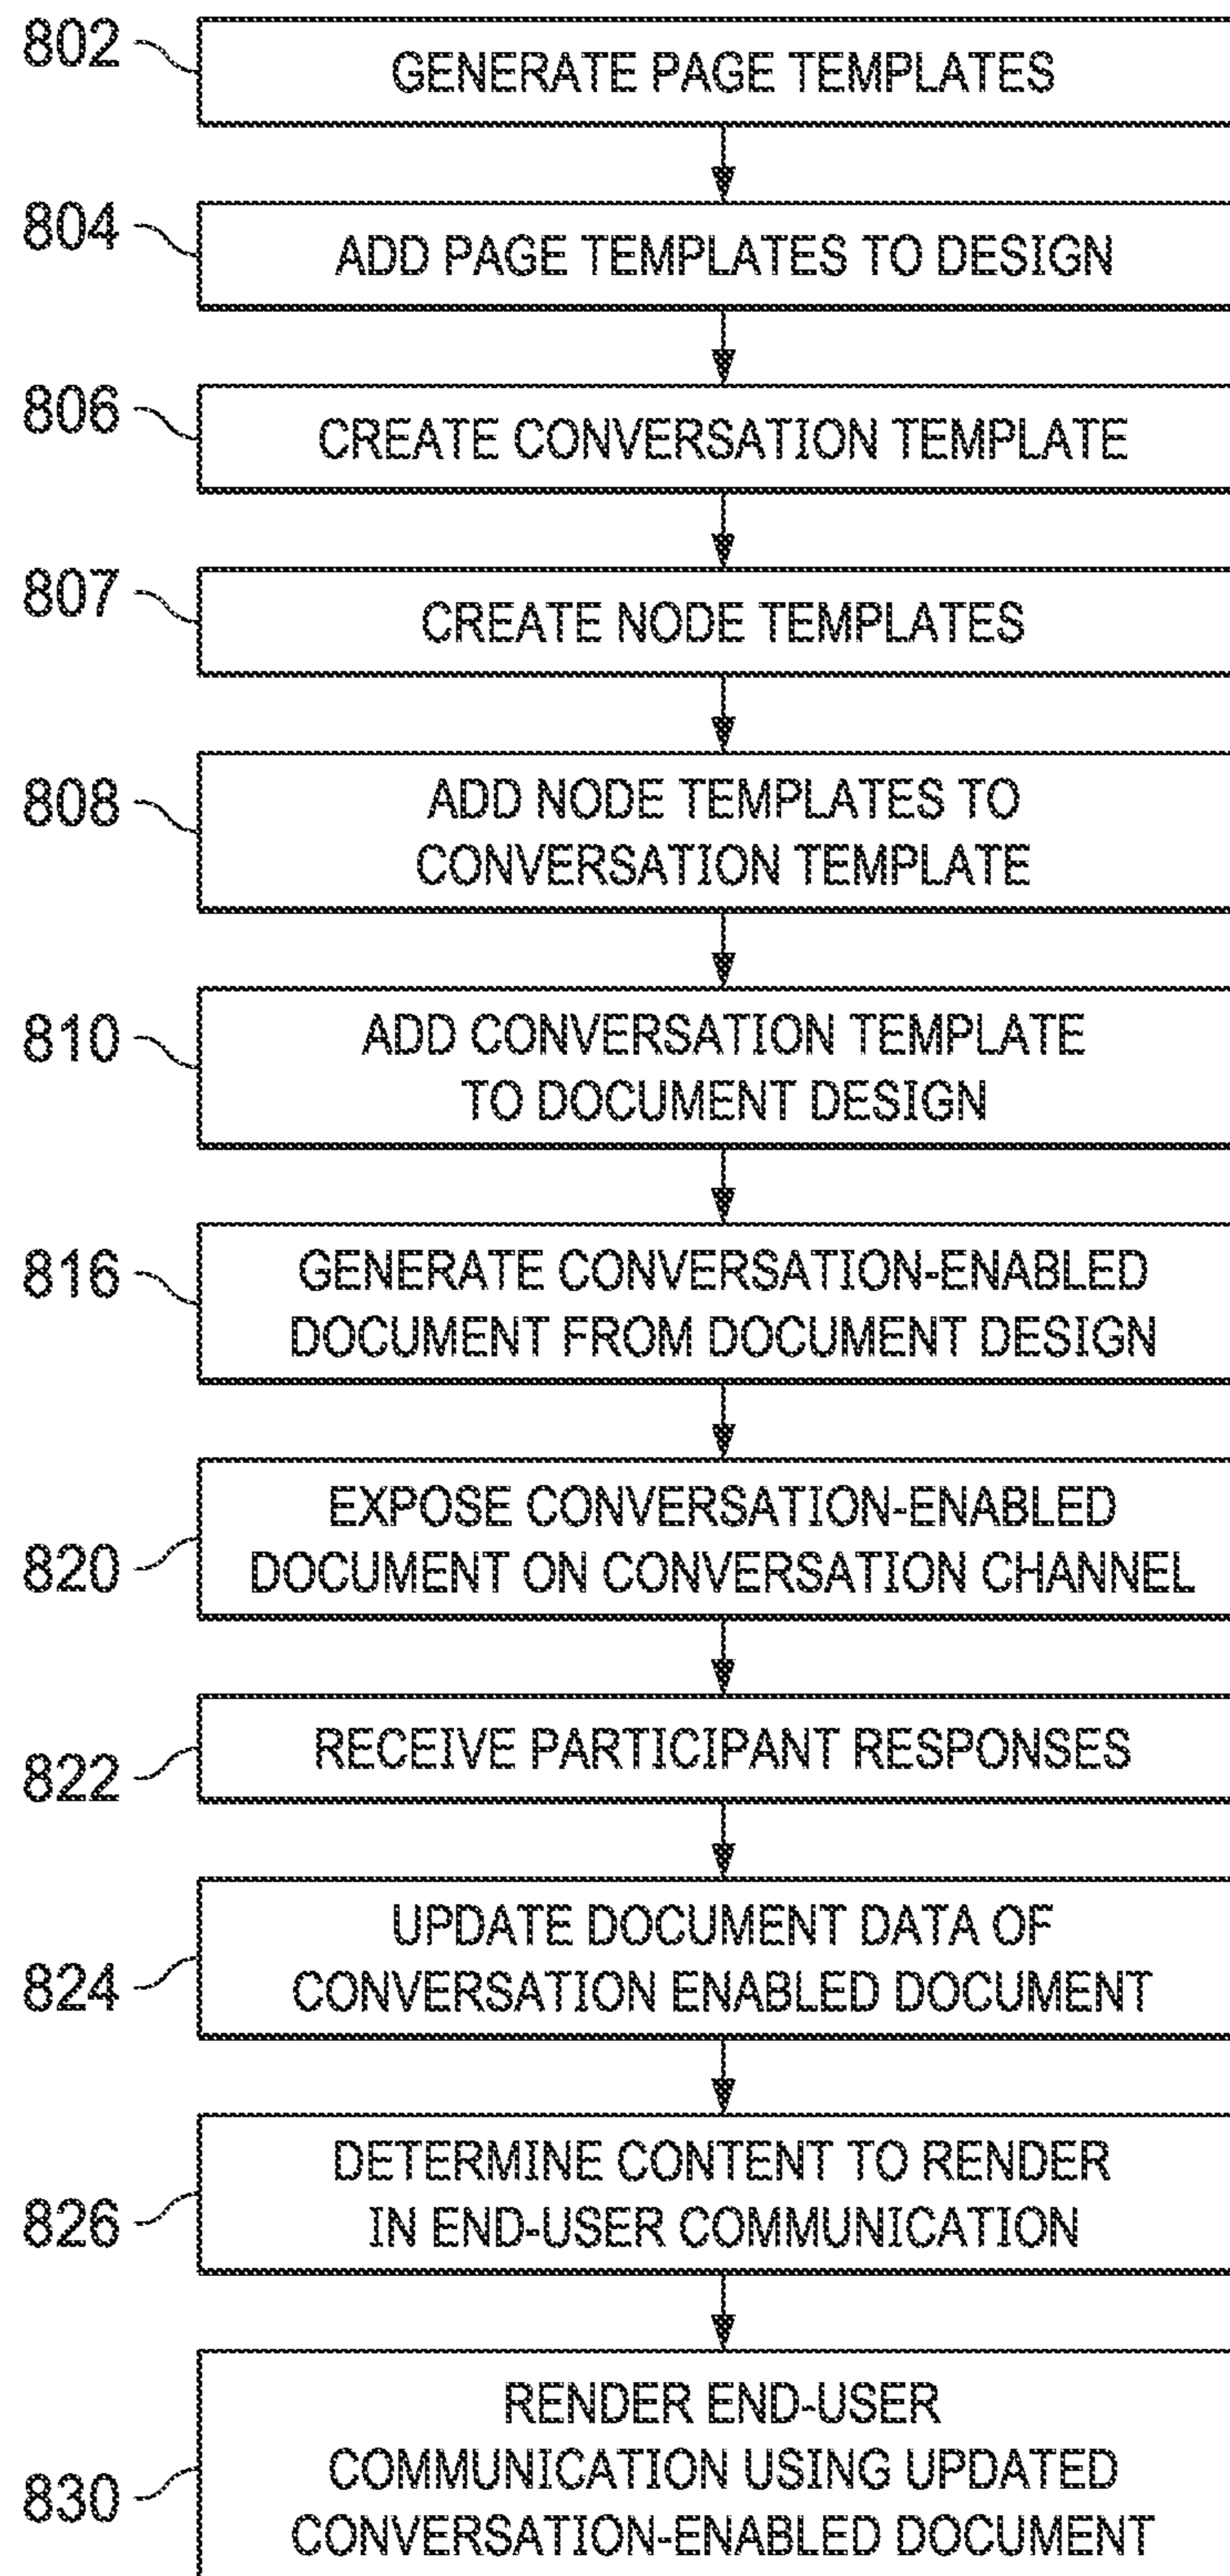 802
GENERATE PAGE TEMPLATES
804
ADD PAGE TEMPLATES TO DESIGN
806
CREATE CONVERSATION TEMPLATE
807
CREATE NODE TEMPLATES
808
ADD NODE TEMPLATES TO
CONVERSATION TEMPLATE
810
ADD CONVERSATION TEMPLATE
TO DOCUMENT DESIGN
816
GENERATE CONVERSATION-ENABLED
DOCUMENT FROM DOCUMENT DESIGN
820
EXPOSE CONVERSATION-ENABLED
DOCUMENT ON CONVERSATION CHANNEL
822
RECEIVE PARTICIPANT RESPONSES
824
UPDATE DOCUMENT DATA OF
CONVERSATION ENABLED DOCUMENT
826
DETERMINE CONTENT TO RENDER
IN END-USER COMMUNICATION
830
RENDER END-USER
COMMUNICATION USING UPDATED
CONVERSATION-ENABLED DOCUMENT